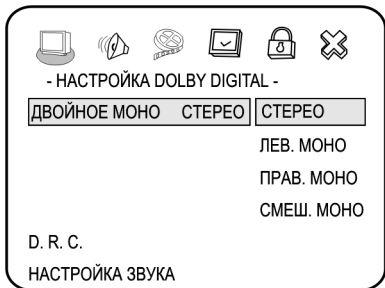 - НАСТРОЙКА DOLBY DIGITAL -
ДВОЙНОЕ МОНО СТЕРЕО СТЕРЕО
ЛЕВ. МОНО
ПРАВ. МОНО
СМЕШ. МОНО
D. R. C.
НАСТРОЙКА ЗВУКА